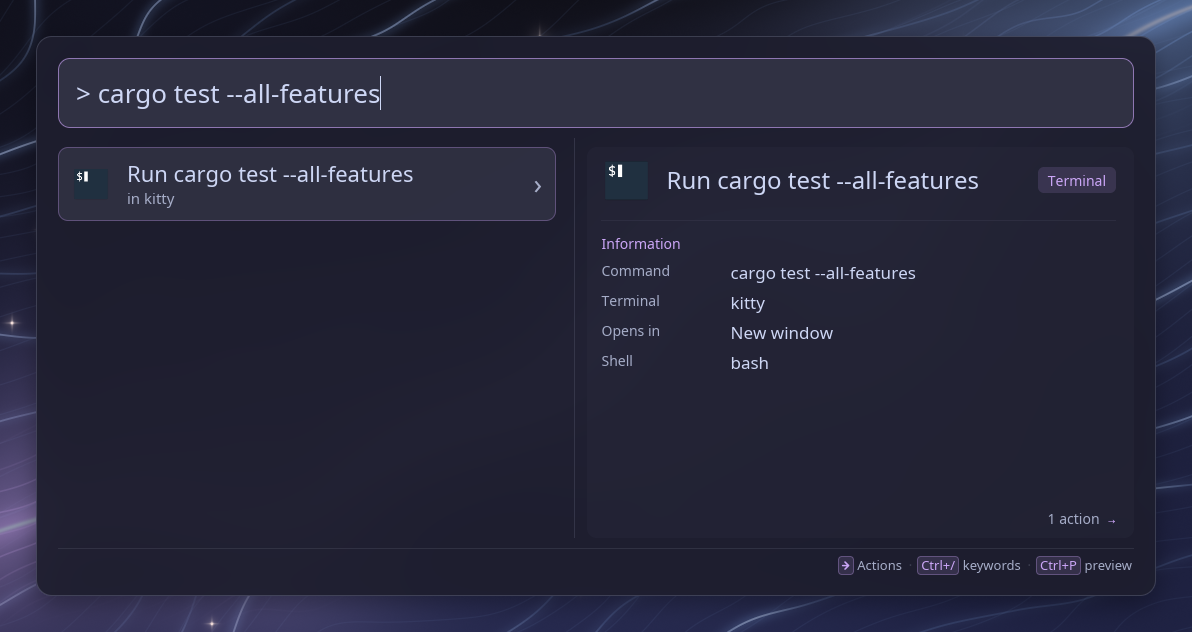 > cargo test --all-features
$
Run cargo test --all-features
in kitty
$
Run cargo test --all-features
Terminal
Information
Command cargo test --all-features
Terminal kitty
Opens in New window
Shell bash
1 action →
→ Actions · Ctrl+/ keywords · Ctrl+P preview